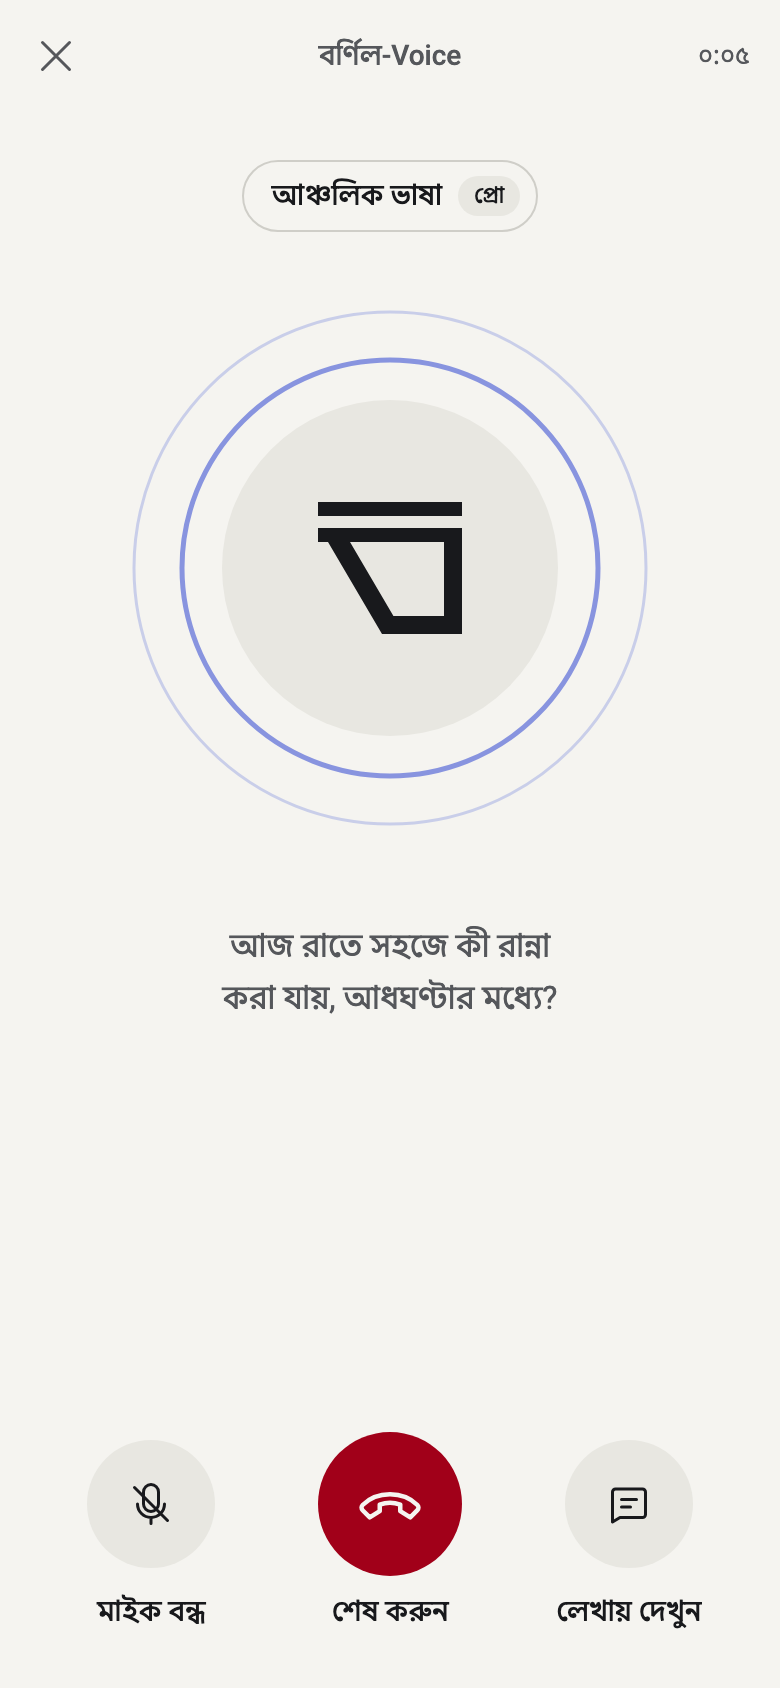 বর্ণিল-Voice
০:০৫
আঞ্চলিক ভাষা
প্রো
আজ রাতে সহজে কী রান্না
করা যায়, আধঘণ্টার মধ্যে?
মাইক বন্ধ
শেষ করুন
লেখায় দেখুন